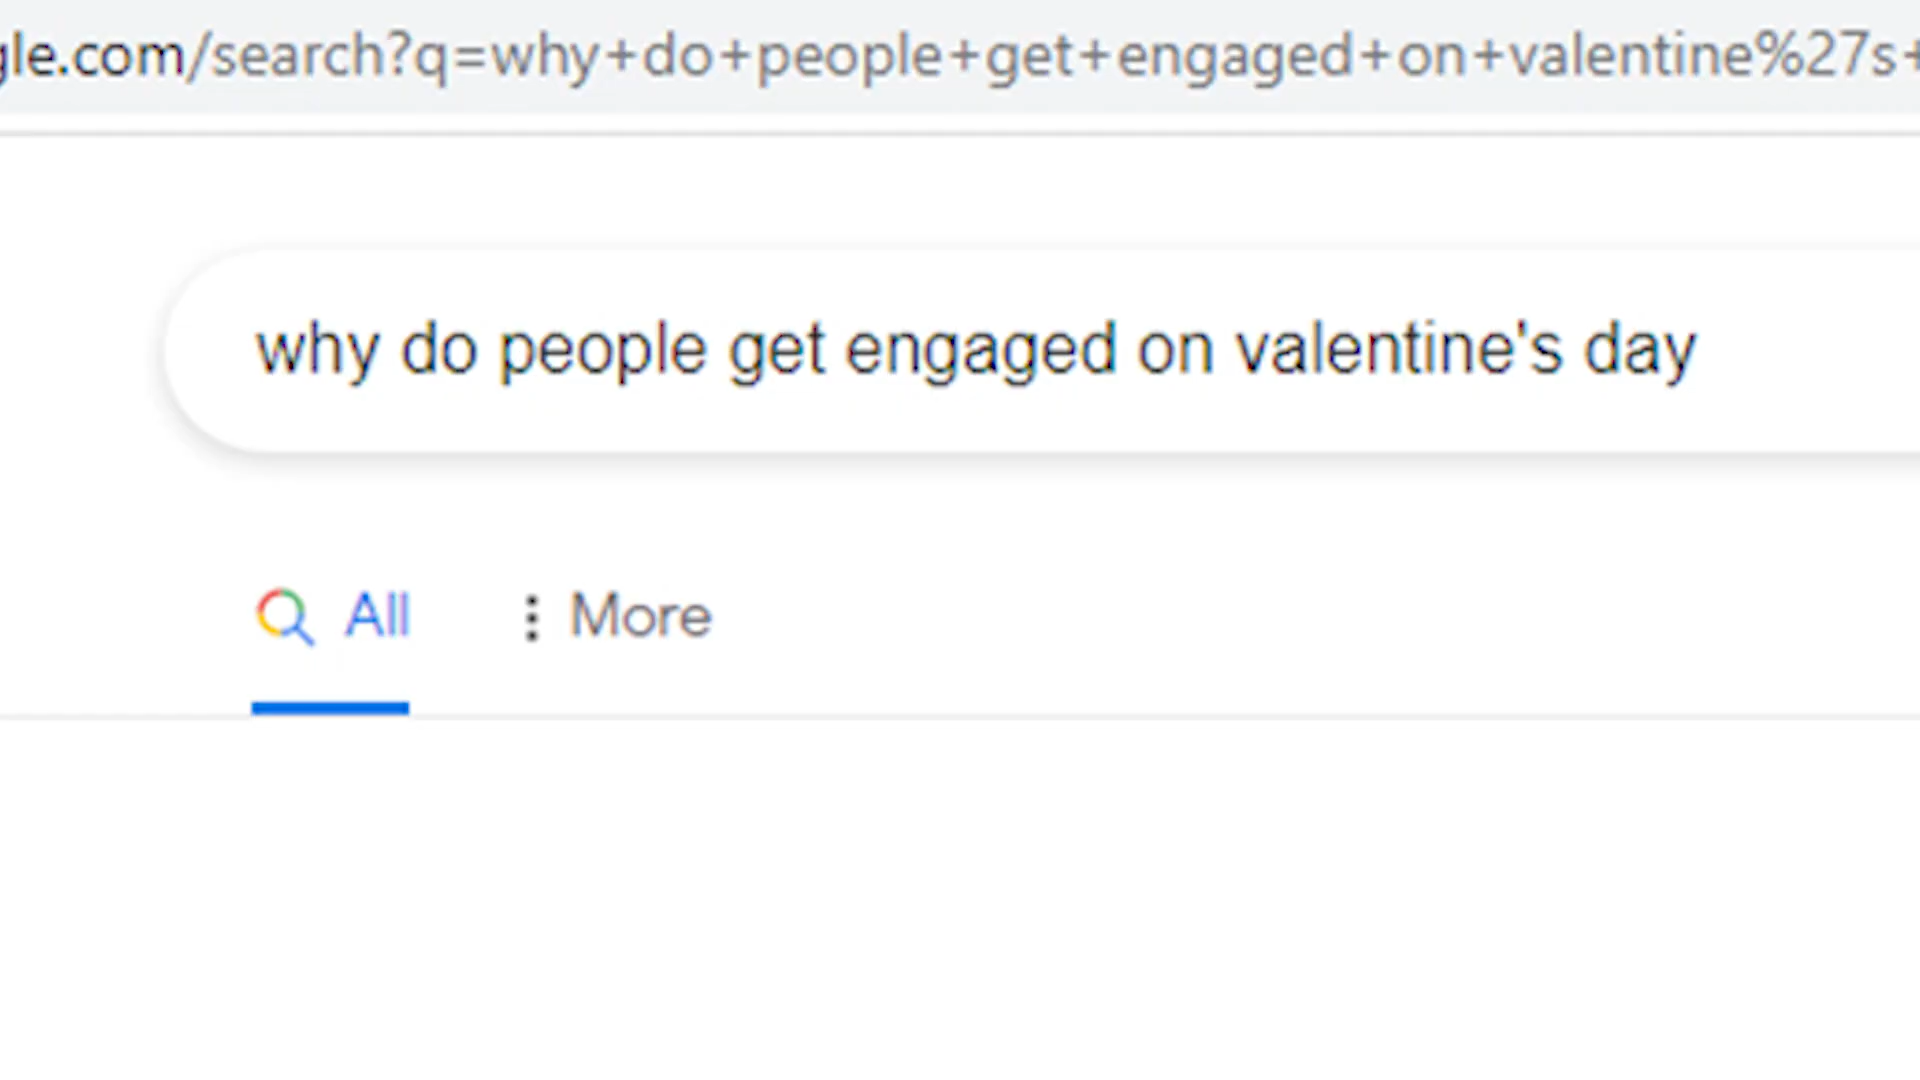 gle.com/search?q=why+do+people+get+engaged+on+valentine%27s+
why do people get engaged on valentine's day
All More